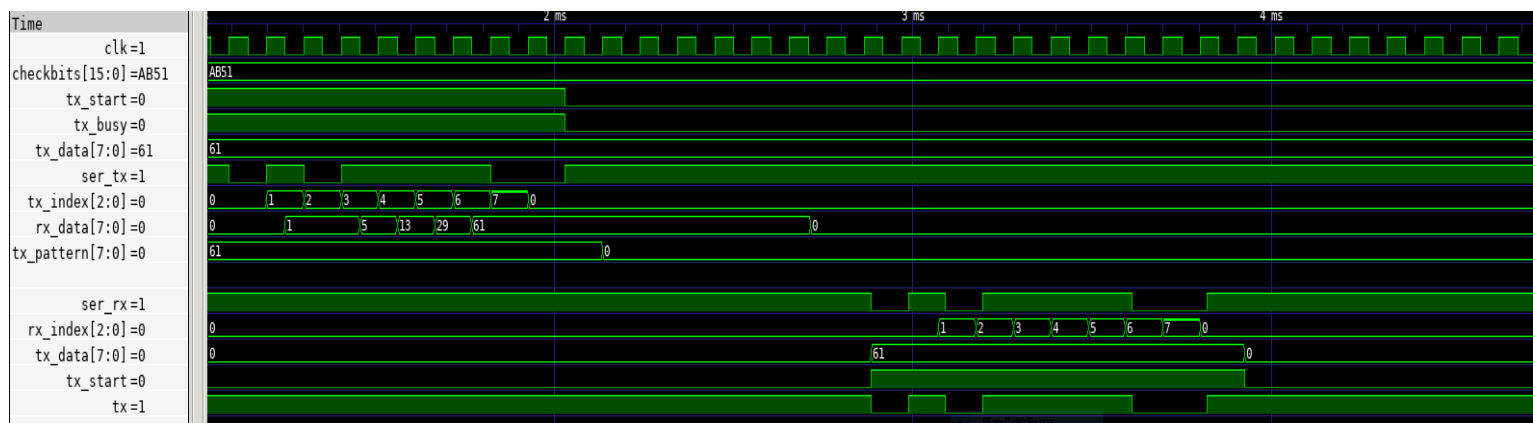 Time 2 ms 3 ms 4 ms
clk=1
checkbits[15:0]=AB51 AB51
tx_start=0
tx_busy=0
tx_data[7:0]=61 61
ser_tx=1
tx_index[2:0]=0 0 1 2 3 4 5 6 7 0
rx_data[7:0]=0 0 1 5 13 29 61 0
tx_pattern[7:0]=0 61 0
ser_rx=1
rx_index[2:0]=0 0 1 2 3 4 5 6 7 0
tx_data[7:0]=0 0 61 0
tx_start=0
tx=1